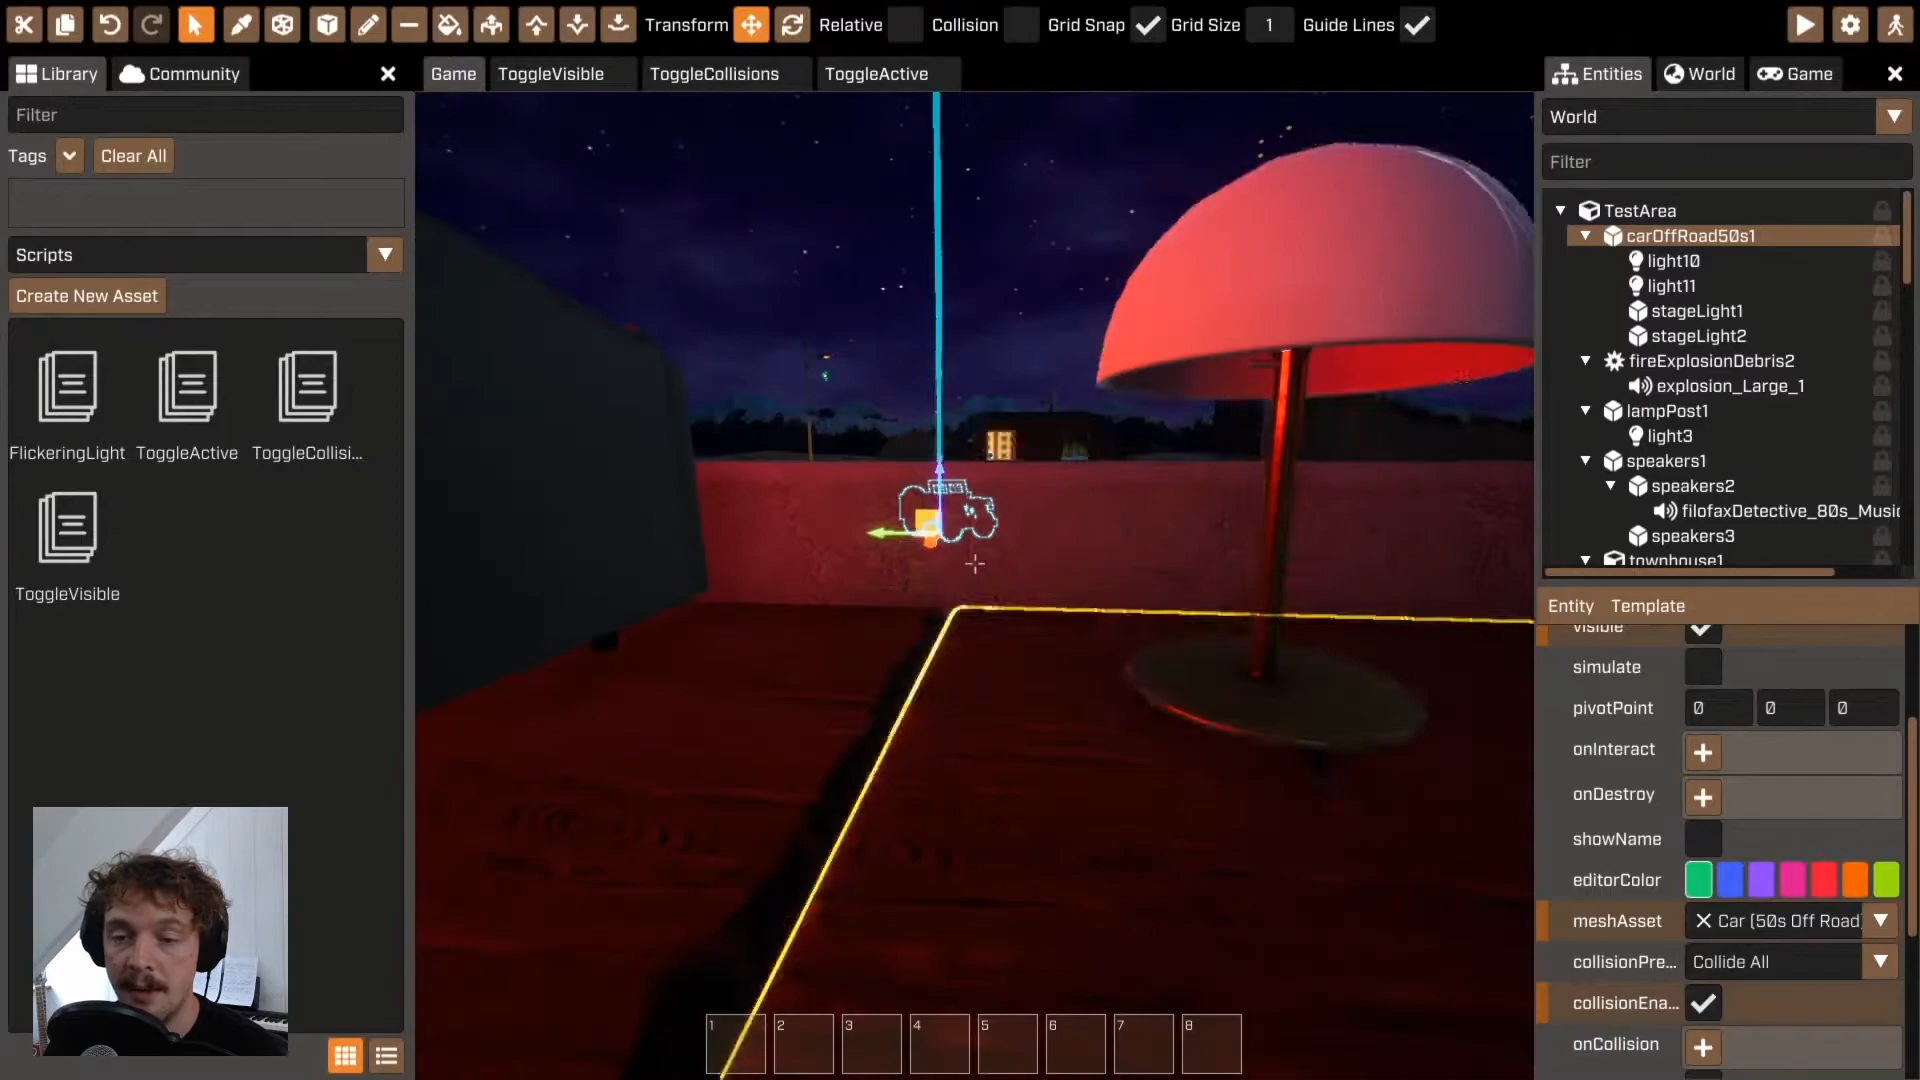 Transform
Relative
Collision
Grid Snap
Grid Size
1
Guide Lines
Library
Community
Game
ToggleVisible
ToggleCollisions
ToggleActive
Entities
World
Game
Filter
Tags
Clear All
Scripts
Create New Asset
FlickeringLight
ToggleActive
ToggleCollisi...
ToggleVisible
1
2
3
4
5
6
7
8
World
Filter
TestArea
carOffRoad50s1
light10
light11
stageLight1
stageLight2
fireExplosionDebris2
explosion_Large_1
lampPost1
light3
speakers1
speakers2
filofaxDetective_80s_Music
speakers3
townhouse1
Entity
Template
visible
simulate
pivotPoint
0
0
0
onInteract
onDestroy
showName
editorColor
meshAsset
Car (50s Off Road)
collisionPre...
Collide All
collisionEna...
onCollision